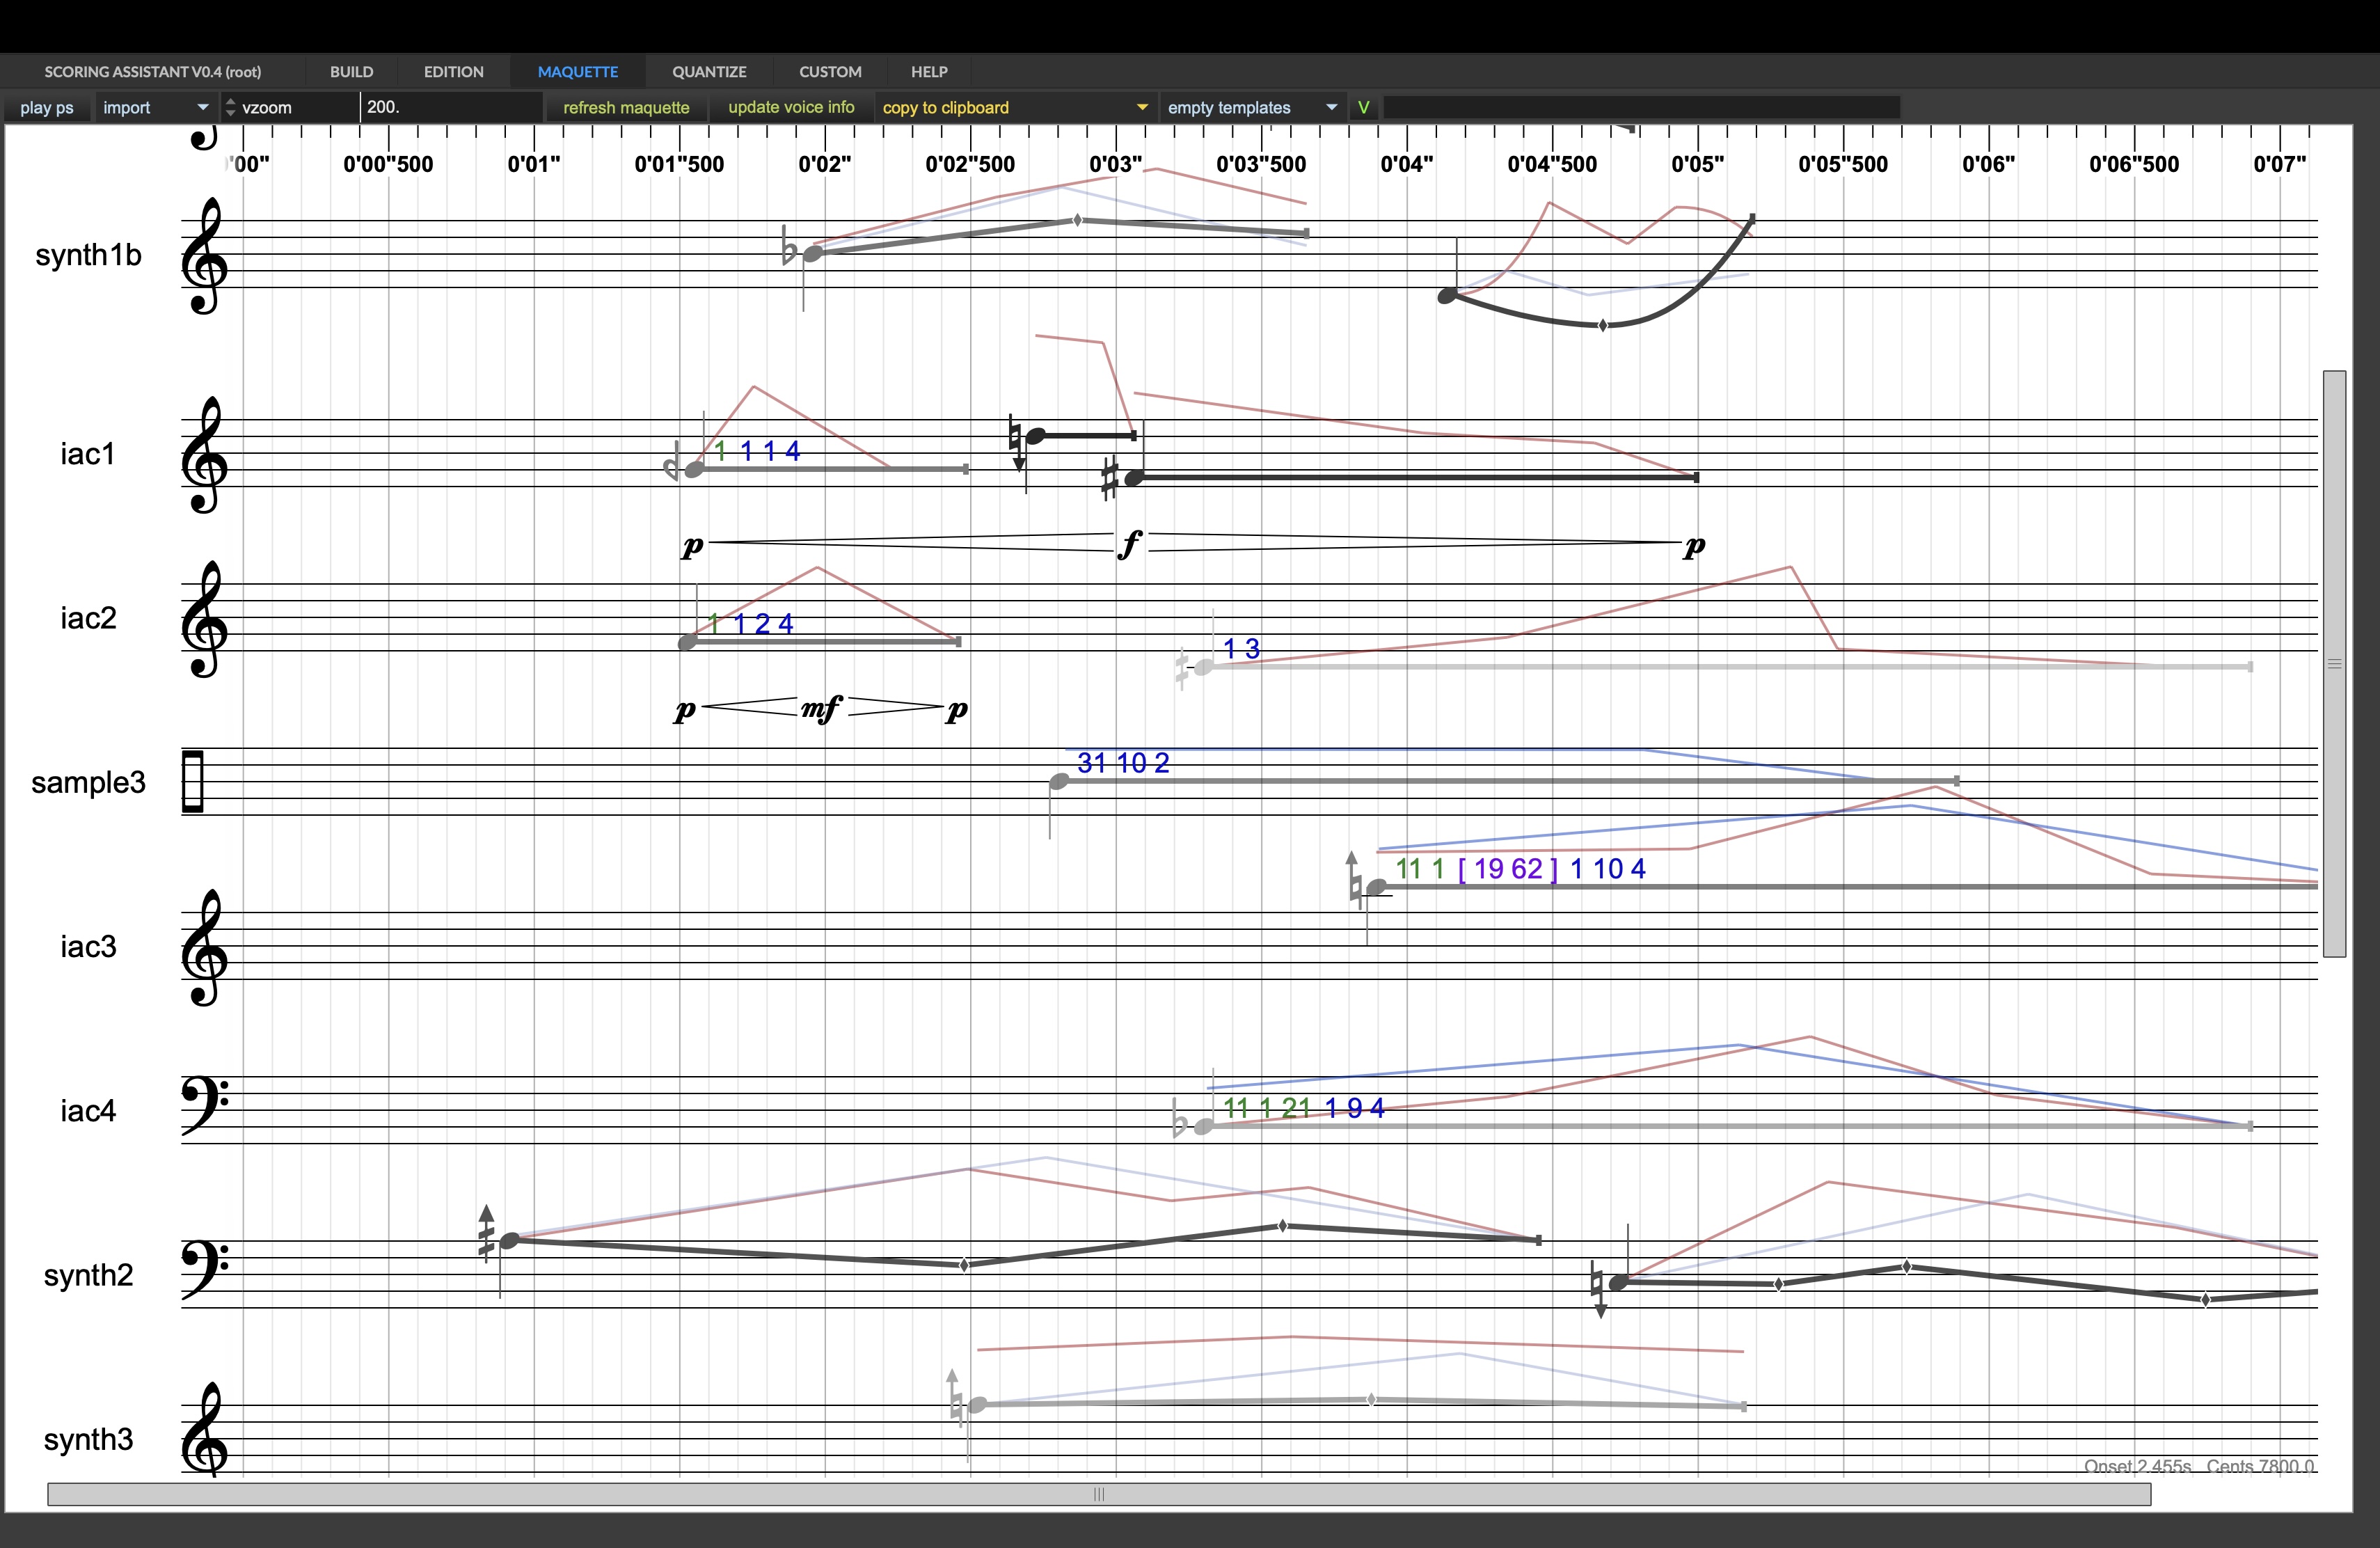 SCORING ASSISTANT V0.4 (root) BUILD EDITION MAQUETTE QUANTIZE CUSTOM HELP
play ps import vzoom 200. refresh maquette update voice info copy to clipboard empty templates V
'00" 0'00"500 0'01" 0'01"500 0'02" 0'02"500 0'03" 0'03"500 0'04" 0'04"500 0'05" 0'05"500 0'06" 0'06"500 0'07"
synth1b
iac1
1 1 1 4
p f p
iac2
1 1 2 4
1 3
p mf p
sample3
31 10 2
11 1 [ 19 62 ] 1 10 4
iac3
iac4
11 1 21 1 9 4
synth2
synth3
Onset 2.455s Cents 7800.0